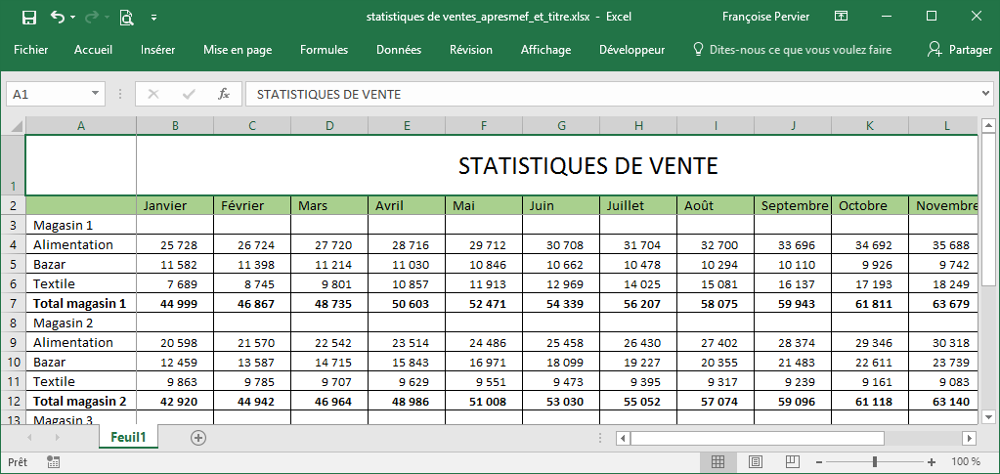 statistiques de ventes_apresmef_et_titre.xlsx - Excel Françoise Pervier
Fichier Accueil Insérer Mise en page Formules Données Révision Affichage Développeur Dites-nous ce que vous voulez faire Partager
A1 fx STATISTIQUES DE VENTE
A B C D E F G H I J K L
1 STATISTIQUES DE VENTE
2 Janvier Février Mars Avril Mai Juin Juillet Août Septembre Octobre Novembre
3 Magasin 1
4 Alimentation 25 728 26 724 27 720 28 716 29 712 30 708 31 704 32 700 33 696 34 692 35 688
5 Bazar 11 582 11 398 11 214 11 030 10 846 10 662 10 478 10 294 10 110 9 926 9 742
6 Textile 7 689 8 745 9 801 10 857 11 913 12 969 14 025 15 081 16 137 17 193 18 249
7 Total magasin 1 44 999 46 867 48 735 50 603 52 471 54 339 56 207 58 075 59 943 61 811 63 679
8 Magasin 2
9 Alimentation 20 598 21 570 22 542 23 514 24 486 25 458 26 430 27 402 28 374 29 346 30 318
10 Bazar 12 459 13 587 14 715 15 843 16 971 18 099 19 227 20 355 21 483 22 611 23 739
11 Textile 9 863 9 785 9 707 9 629 9 551 9 473 9 395 9 317 9 239 9 161 9 083
12 Total magasin 2 42 920 44 942 46 964 48 986 51 008 53 030 55 052 57 074 59 096 61 118 63 140
13 Magasin 3
Feuil1
Prêt 100 %